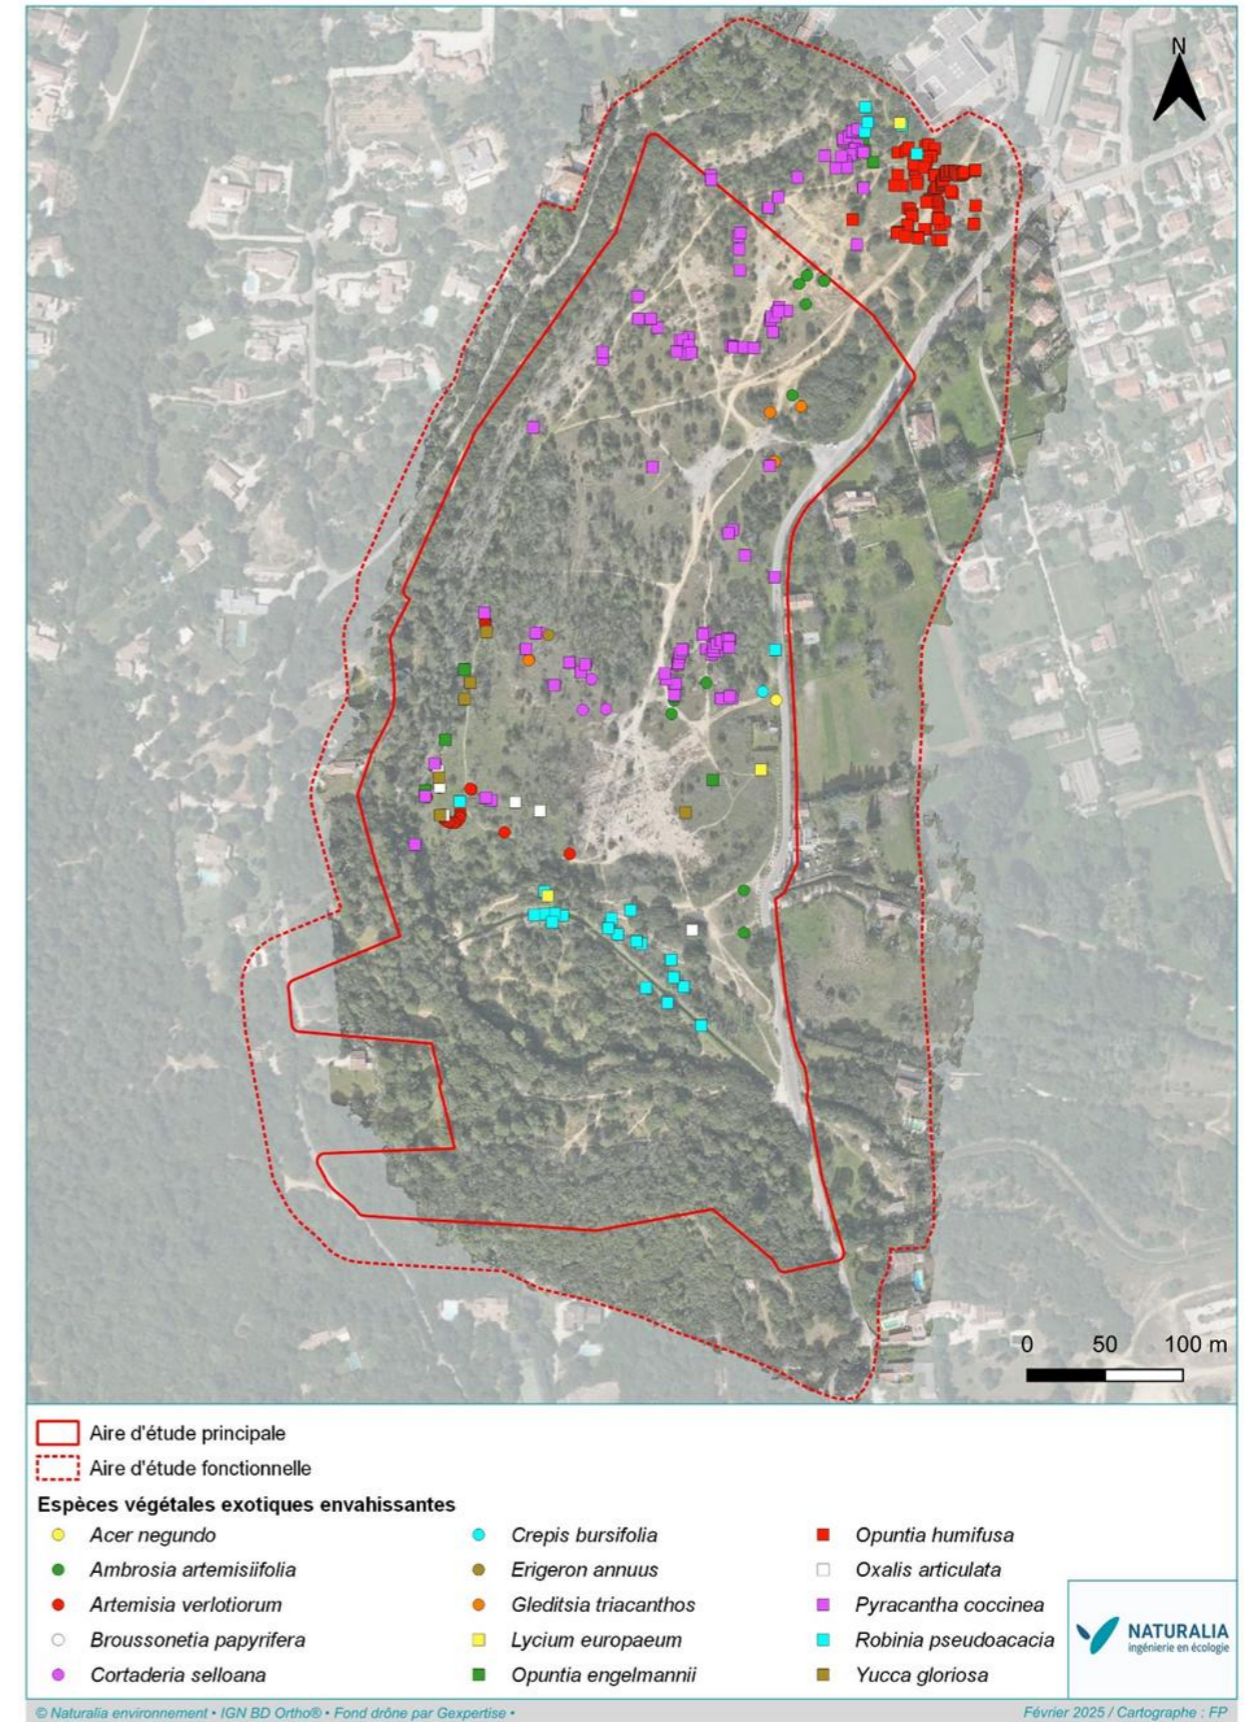 N
0 50 100 m
Aire d'étude principale
Aire d'étude fonctionnelle
Espèces végétales exotiques envahissantes
Acer negundo
Ambrosia artemisiifolia
Artemisia verlotiorum
Broussonetia papyrifera
Cortaderia selloana
Crepis bursifolia
Erigeron annuus
Gleditsia triacanthos
Lycium europaeum
Opuntia engelmannii
Opuntia humifusa
Oxalis articulata
Pyracantha coccinea
Robinia pseudoacacia
Yucca gloriosa
NATURALIA
ingénierie en écologie
© Naturalia environnement • IGN BD Ortho® • Fond drône par Gexpertise •
Février 2025 / Cartographe : FP